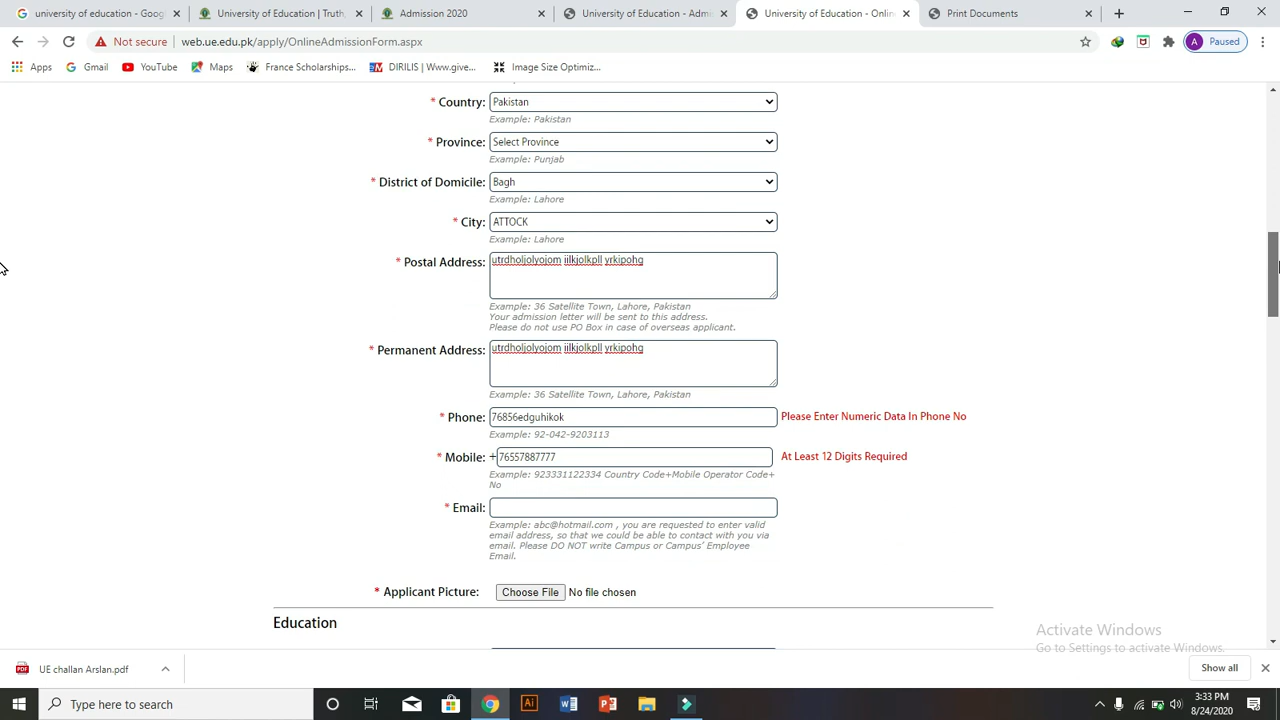 university of education - Goog
University of Education | Truth,
Admission 2020
University of Education - Admi
University of Education - Onlin
Print Documents
Not secure
web.ue.edu.pk/apply/OnlineAdmissionForm.aspx
A Paused
Apps
Gmail
YouTube
Maps
France Scholarships...
DIRILIS | Www.give...
Image Size Optimiz...
* Country: Pakistan
Example: Pakistan
* Province: Select Province
Example: Punjab
* District of Domicile: Bagh
Example: Lahore
* City: ATTOCK
Example: Lahore
* Postal Address: utrdholjolyojom iilkjolkpll yrkipohg
Example: 36 Satellite Town, Lahore, Pakistan
Your admission letter will be sent to this address.
Please do not use PO Box in case of overseas applicant.
* Permanent Address: utrdholjolyojom iilkjolkpll yrkipohg
Example: 36 Satellite Town, Lahore, Pakistan
* Phone: 76856edguhikok Please Enter Numeric Data In Phone No
Example: 92-042-9203113
* Mobile: + 76557887777 At Least 12 Digits Required
Example: 923331122334 Country Code+Mobile Operator Code+
No
* Email:
Example: abc@hotmail.com , you are requested to enter valid
email address, so that we could be able to contact with you via
email. Please DO NOT write Campus or Campus' Employee
Email.
* Applicant Picture: Choose File No file chosen
Education
Activate Windows
Go to Settings to activate Windows.
UE challan Arslan.pdf
Show all
Type here to search
3:33 PM
8/24/2020